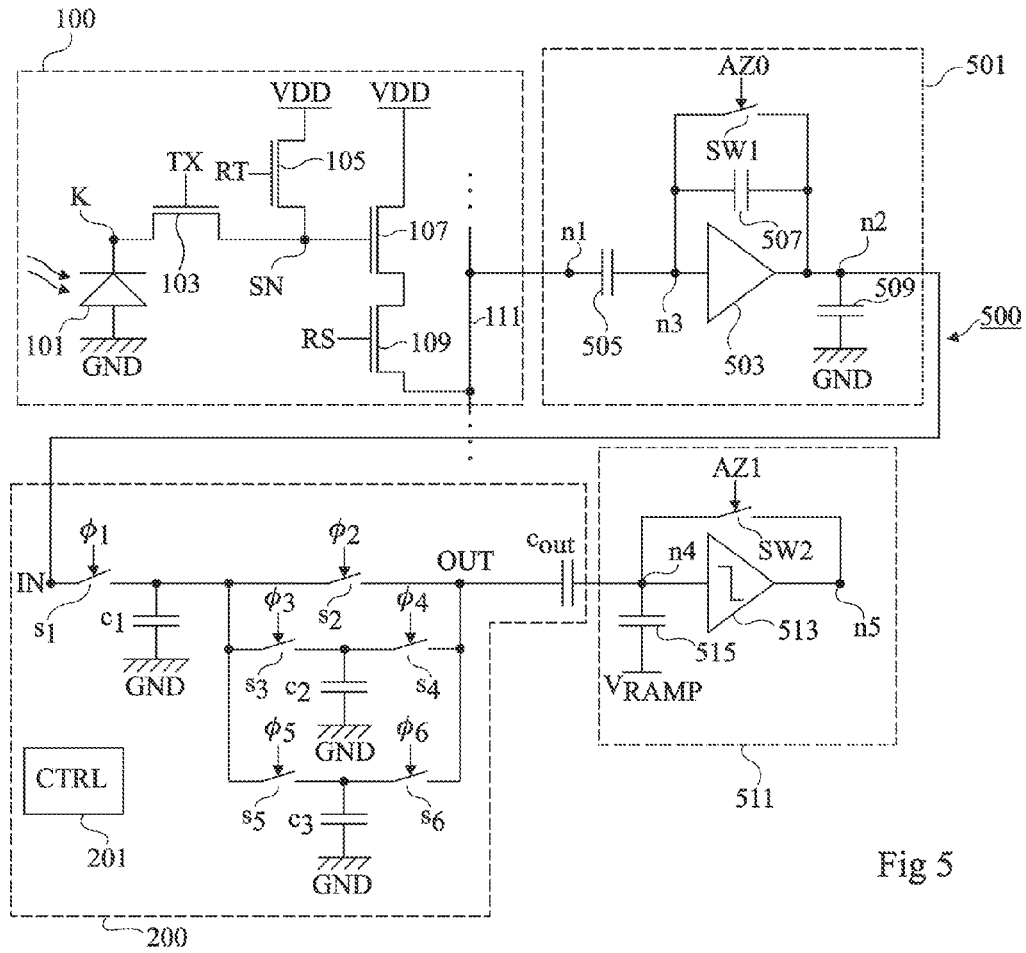 100
VDD VDD
RT 105
TX
K
103
SN
107
101
GND
RS 109
111
501
AZ0
SW1
507
n1
n2
n3
505
503
509
GND
500
200
IN
ϕ1
s1
c1
GND
ϕ2
s2
OUT
cout
ϕ3
s3
ϕ4
s4
c2
GND
ϕ5
s5
ϕ6
s6
c3
GND
CTRL
201
AZ1
SW2
n4
513
n5
515
VRAMP
511
Fig 5